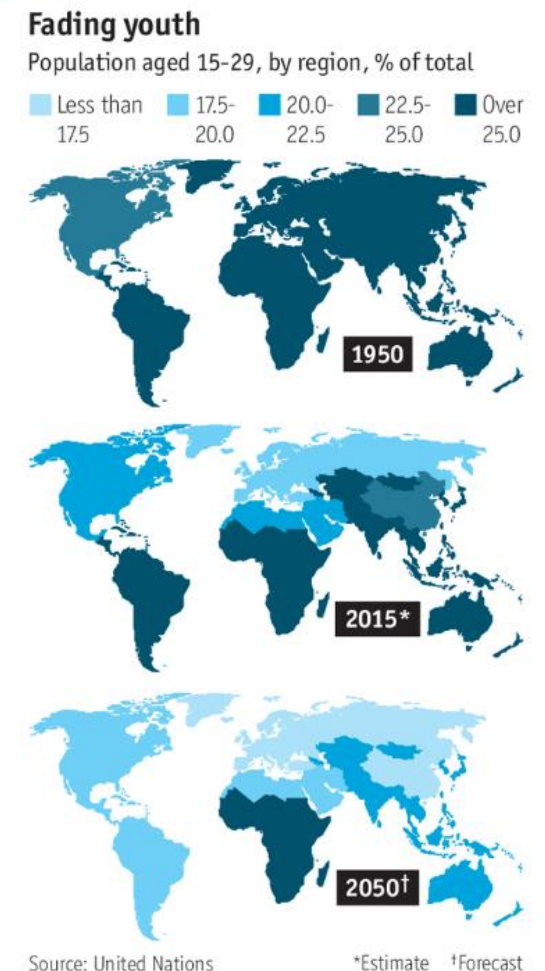 Fading youth
Population aged 15-29, by region, % of total
Less than 17.5
17.5-20.0
20.0-22.5
22.5-25.0
Over 25.0
1950
2015*
2050†
Source: United Nations
*Estimate †Forecast